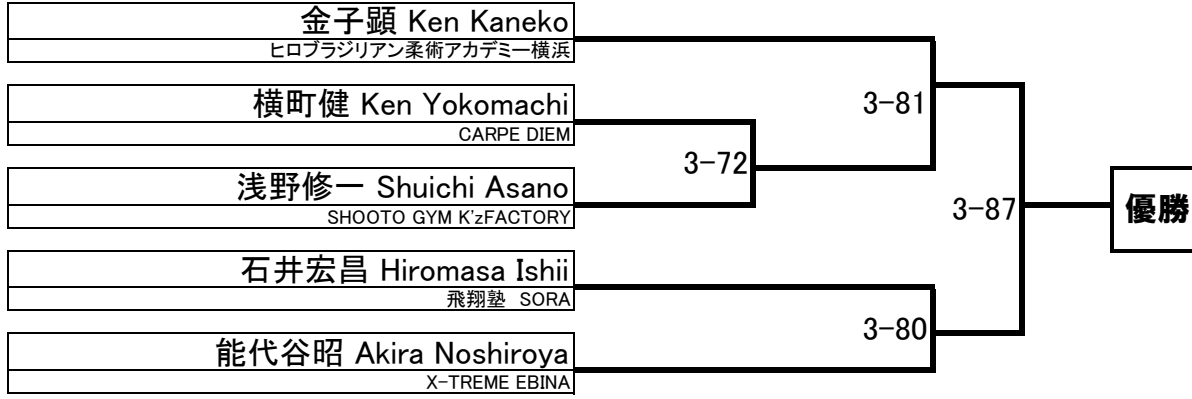 金子顕 Ken Kaneko
ヒロブラジリアン柔術アカデミー横浜
横町健 Ken Yokomachi
CARPE DIEM
3-81
3-72
浅野修一 Shuichi Asano
SHOOTO GYM K'zFACTORY
3-87
優勝
石井宏昌 Hiromasa Ishii
飛翔塾　SORA
3-80
能代谷昭 Akira Noshiroya
X-TREME EBINA